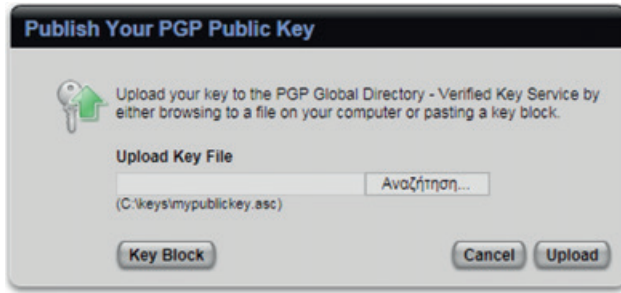 Publish Your PGP Public Key
Upload your key to the PGP Global Directory - Verified Key Service by
either browsing to a file on your computer or pasting a key block.
Upload Key File
Αναζήτηση...
(C:\keys\mypublickey.asc)
Key Block Cancel Upload